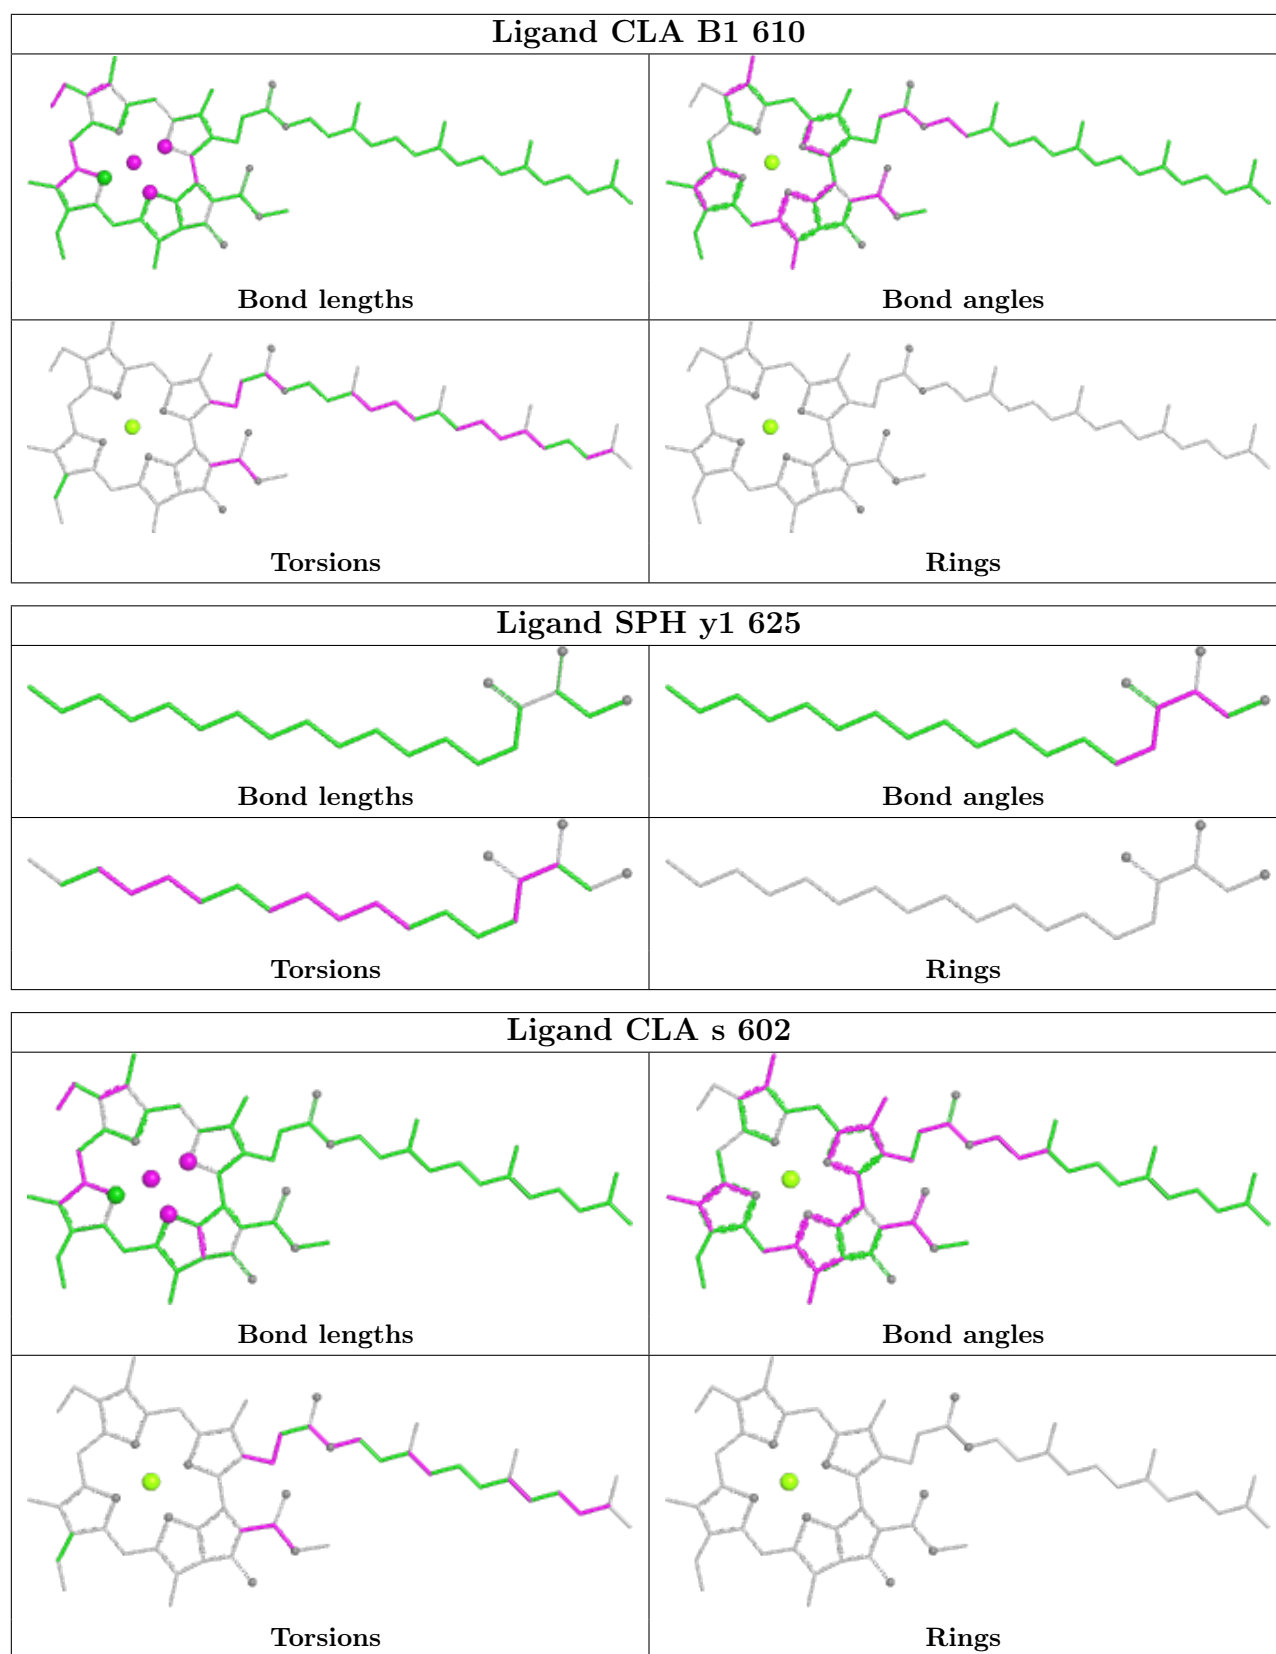 Ligand CLA B1 610
Bond lengths
Bond angles
Torsions
Rings
Ligand SPH y1 625
Bond lengths
Bond angles
Torsions
Rings
Ligand CLA s 602
Bond lengths
Bond angles
Torsions
Rings